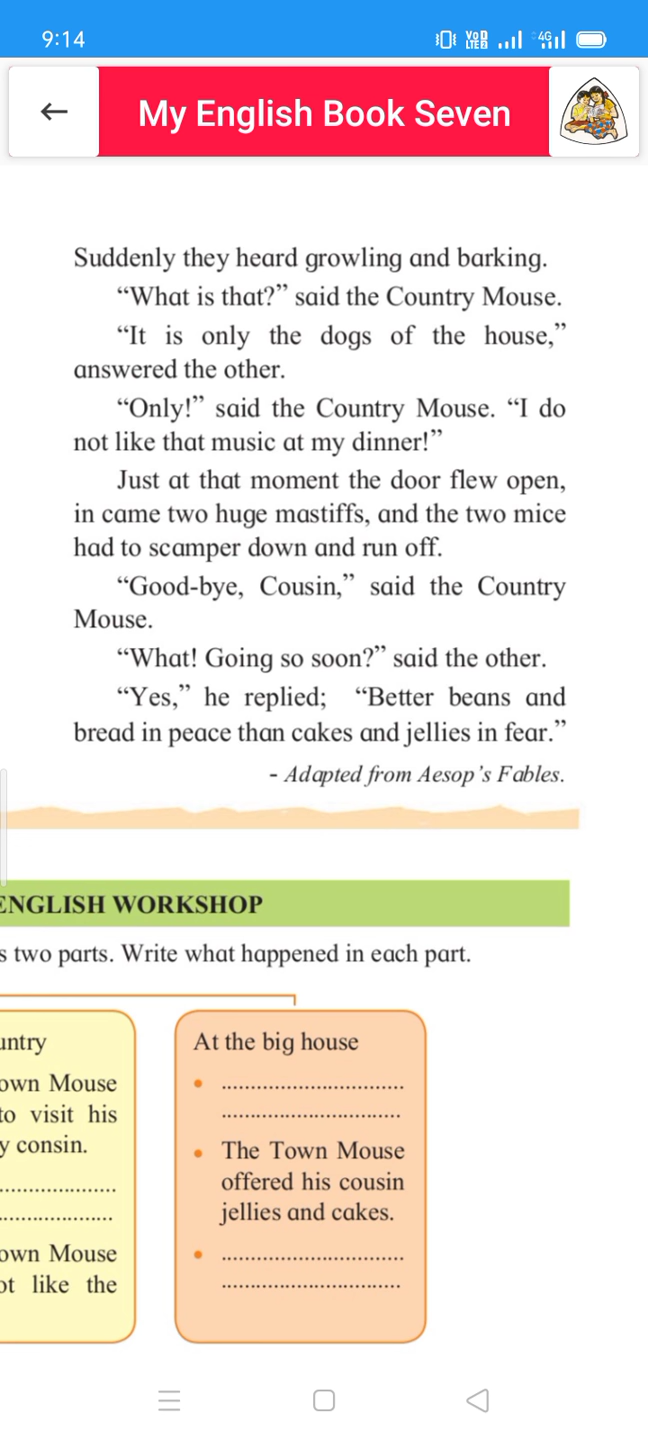 9:14
VoD
LTED
4G
My English Book Seven
Suddenly they heard growling and barking.
“What is that?” said the Country Mouse.
“It is only the dogs of the house,”
answered the other.
“Only!” said the Country Mouse. “I do
not like that music at my dinner!”
Just at that moment the door flew open,
in came two huge mastiffs, and the two mice
had to scamper down and run off.
“Good-bye, Cousin,” said the Country
Mouse.
“What! Going so soon?” said the other.
“Yes,” he replied; “Better beans and
bread in peace than cakes and jellies in fear.”
- Adapted from Aesop’s Fables.
ENGLISH WORKSHOP
s two parts. Write what happened in each part.
untry
own Mouse
to visit his
y consin.
....................
...................
own Mouse
ot like the
At the big house
• ................................
...............................
• The Town Mouse
offered his cousin
jellies and cakes.
• ................................
...............................